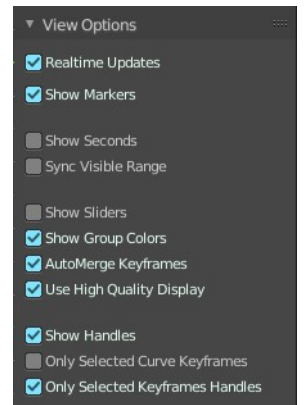 View Options
Realtime Updates
Show Markers
Show Seconds
Sync Visible Range
Show Sliders
Show Group Colors
AutoMerge Keyframes
Use High Quality Display
Show Handles
Only Selected Curve Keyframes
Only Selected Keyframes Handles